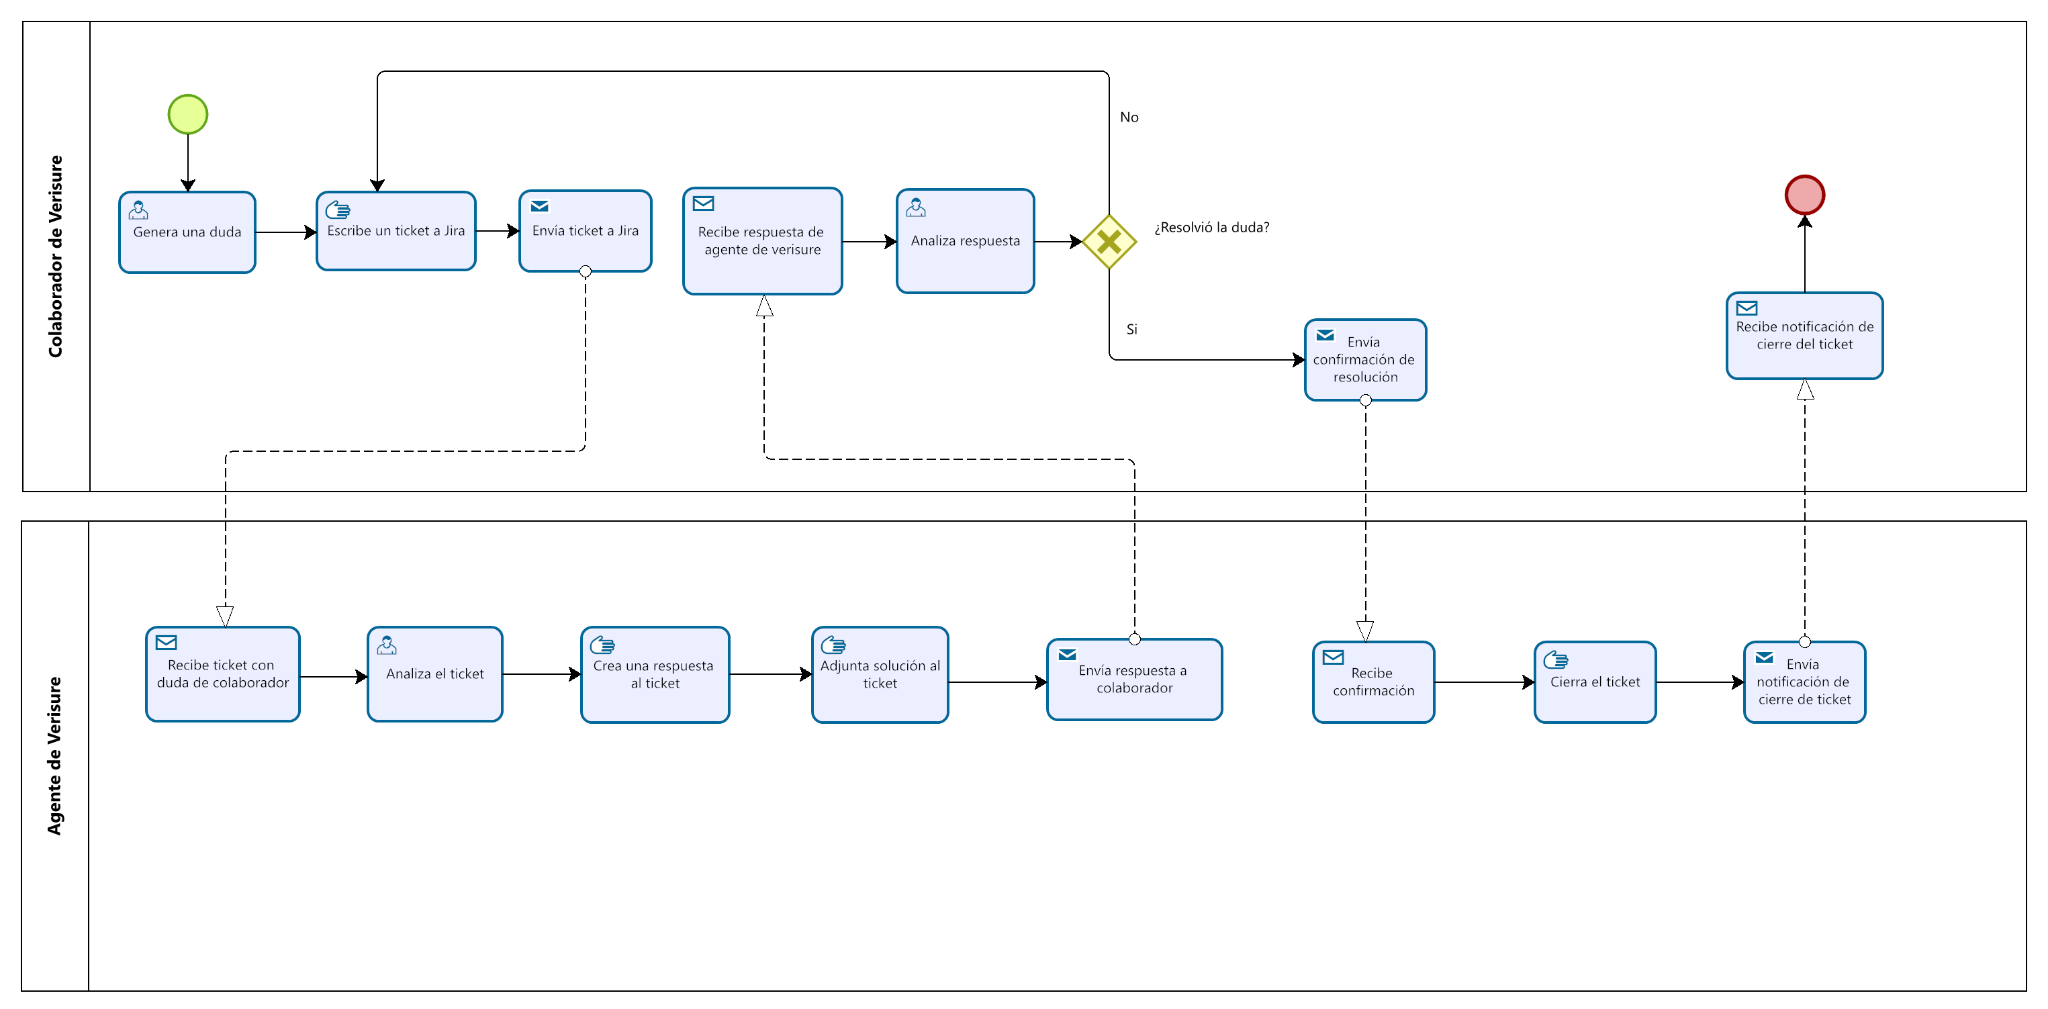 Colaborador de Verisure
Genera una duda
Escribe un ticket a Jira
Envía ticket a Jira
Recibe respuesta de
agente de verisure
Analiza respuesta
No
¿Resolvió la duda?
Si
Envía
confirmación de
resolución
Recibe notificación de
cierre del ticket
Agente de Verisure
Recibe ticket con
duda de colaborador
Analiza el ticket
Crea una respuesta
al ticket
Adjunta solución al
ticket
Envía respuesta a
colaborador
Recibe
confirmación
Cierra el ticket
Envía
notificación de
cierre de ticket